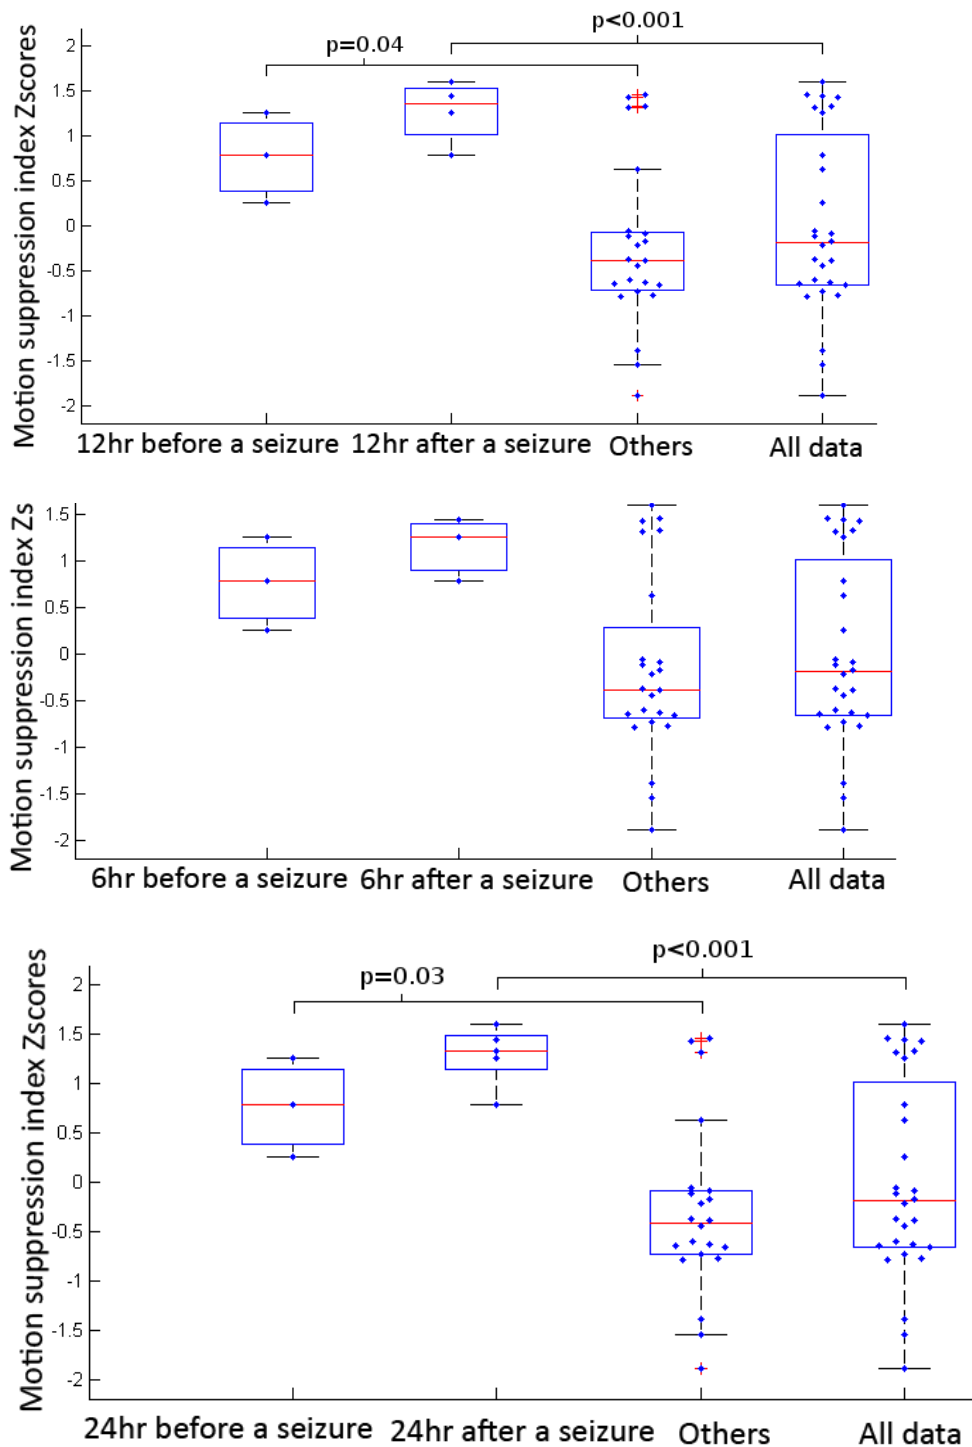 p<0.001
p=0.04
Motion suppression index Zscores
2
1.5
1
0.5
0
-0.5
-1
-1.5
-2
12hr before a seizure 12hr after a seizure Others All data
Motion suppression index Zs
1.5
1
0.5
0
-0.5
-1
-1.5
-2
6hr before a seizure 6hr after a seizure Others All data
p<0.001
p=0.03
Motion suppression index Zscores
2
1.5
1
0.5
0
-0.5
-1
-1.5
-2
24hr before a seizure 24hr after a seizure Others All data